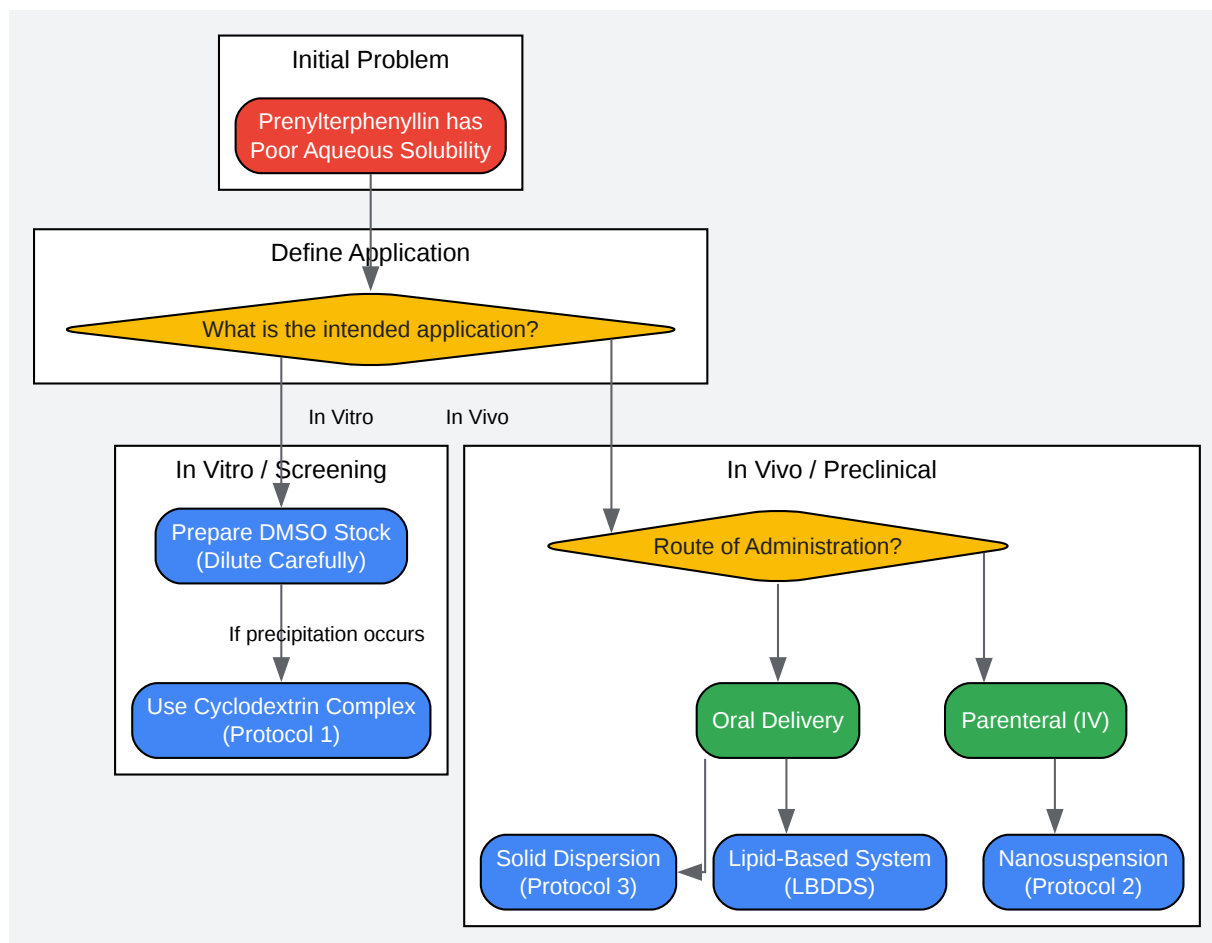 Initial Problem
Prenylterphenyllin has
Poor Aqueous Solubility
Define Application
What is the intended application?
In Vitro
In Vivo
In Vitro / Screening
Prepare DMSO Stock
(Dilute Carefully)
If precipitation occurs
Use Cyclodextrin Complex
(Protocol 1)
In Vivo / Preclinical
Route of Administration?
Oral Delivery
Parenteral (IV)
Solid Dispersion
(Protocol 3)
Lipid-Based System
(LBDDS)
Nanosuspension
(Protocol 2)